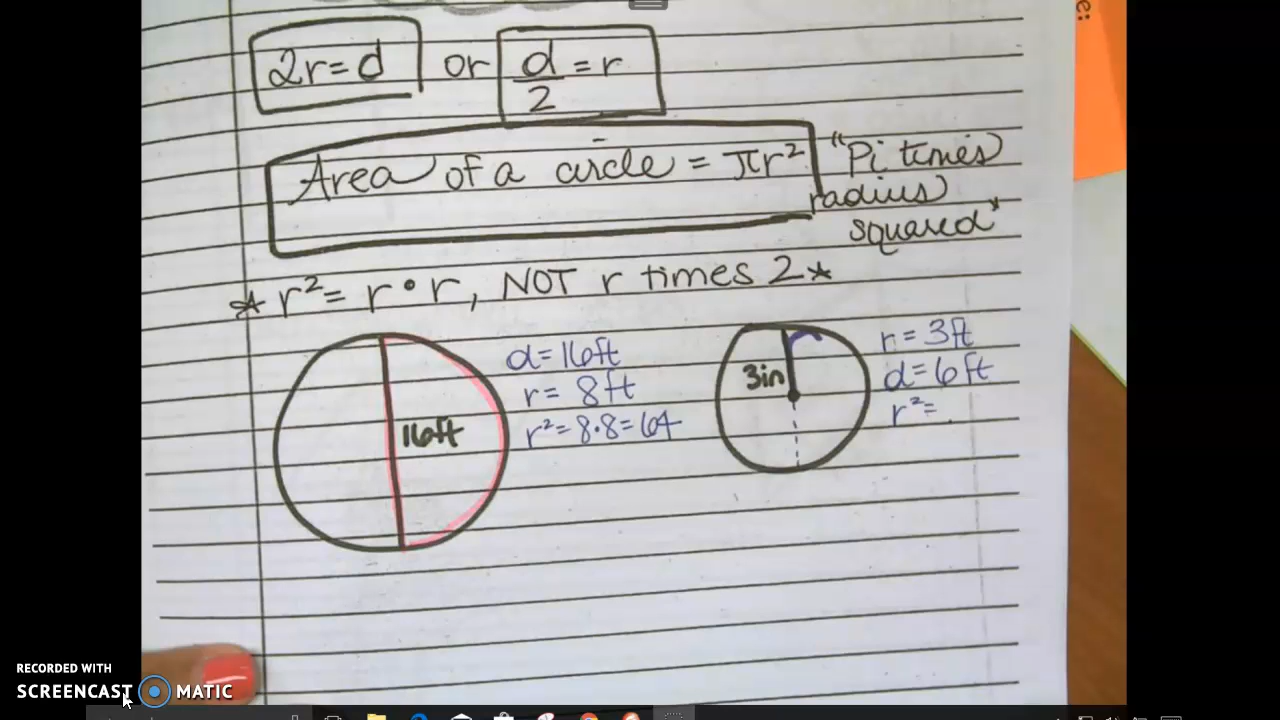 2r=d or d/2 =r
Area of a circle = πr² "Pi times
radius
squared"
* r² = r • r, NOT r times 2 *
16ft
d=16ft
r = 8ft
r² = 8•8=64
3in
r = 3ft
d = 6ft
r² =
RECORDED WITH
SCREENCAST MATIC